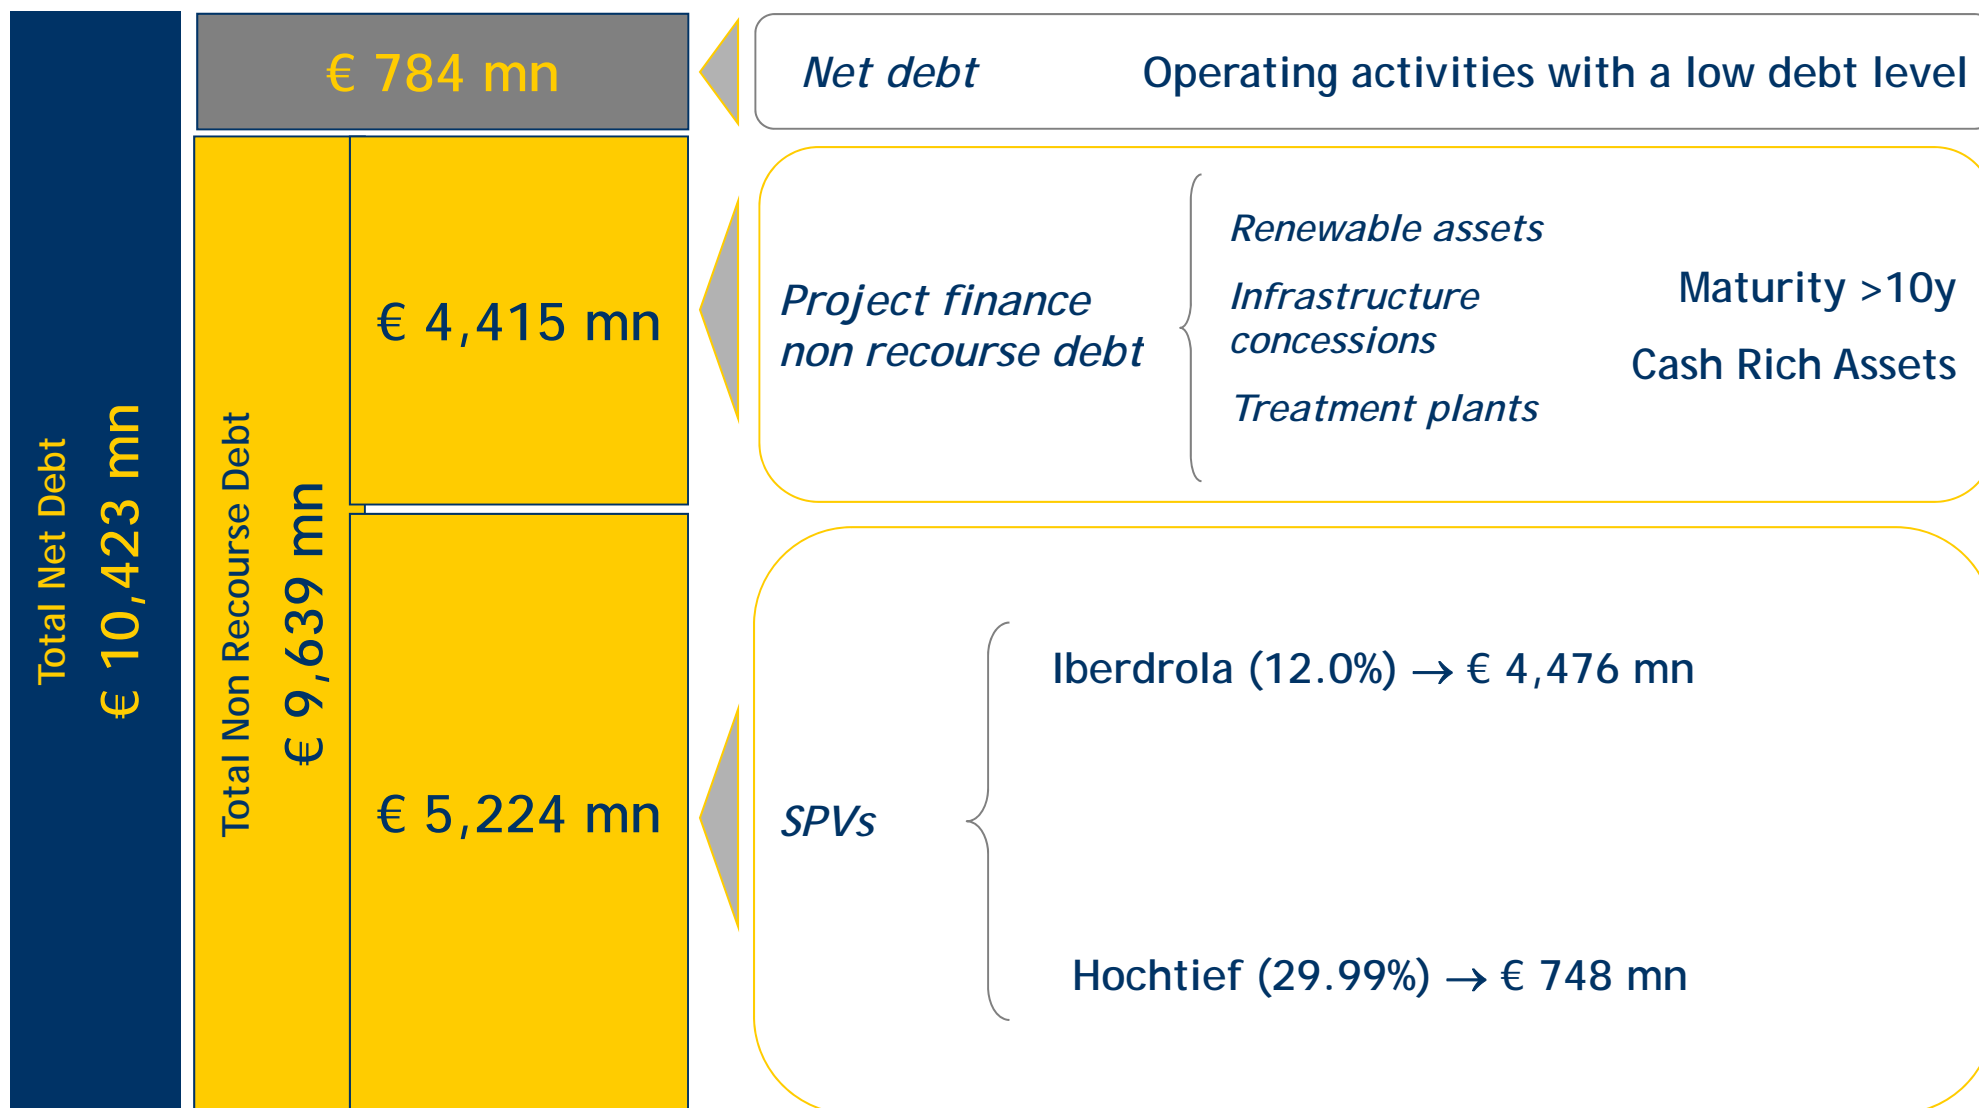 Total Net Debt
€ 10,423 mn
€ 784 mn
Net debt
Operating activities with a low debt level
Total Non Recourse Debt
€ 9,639 mn
€ 4,415 mn
Project finance
non recourse debt
Renewable assets
Infrastructure
concessions
Treatment plants
Maturity >10y
Cash Rich Assets
€ 5,224 mn
SPVs
Iberdrola (12.0%) → € 4,476 mn
Hochtief (29.99%) → € 748 mn